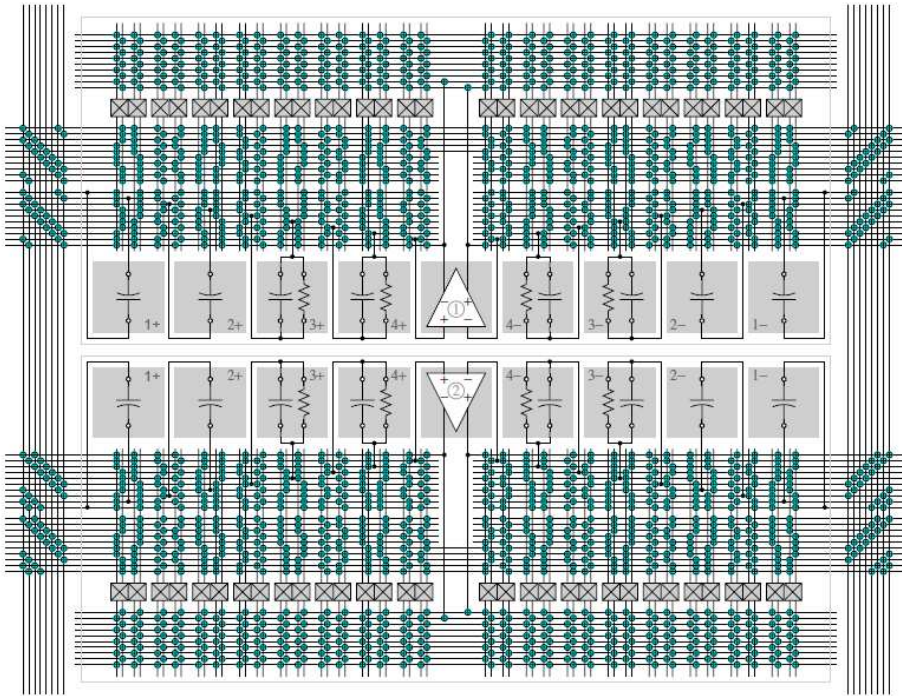 1+ 2+ 3+ 4+ 1 4− 3− 2− 1−
1+ 2+ 3+ 4+ 2 4− 3− 2− 1−